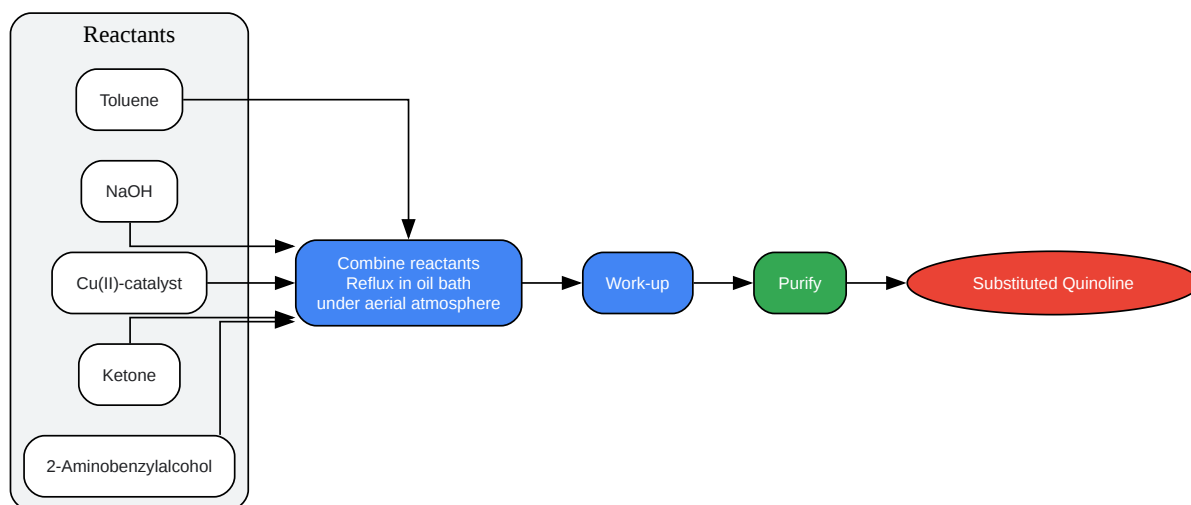 Reactants
Toluene
NaOH
Cu(II)-catalyst
Ketone
2-Aminobenzylalcohol
Combine reactants
Reflux in oil bath
under aerial atmosphere
Work-up
Purify
Substituted Quinoline